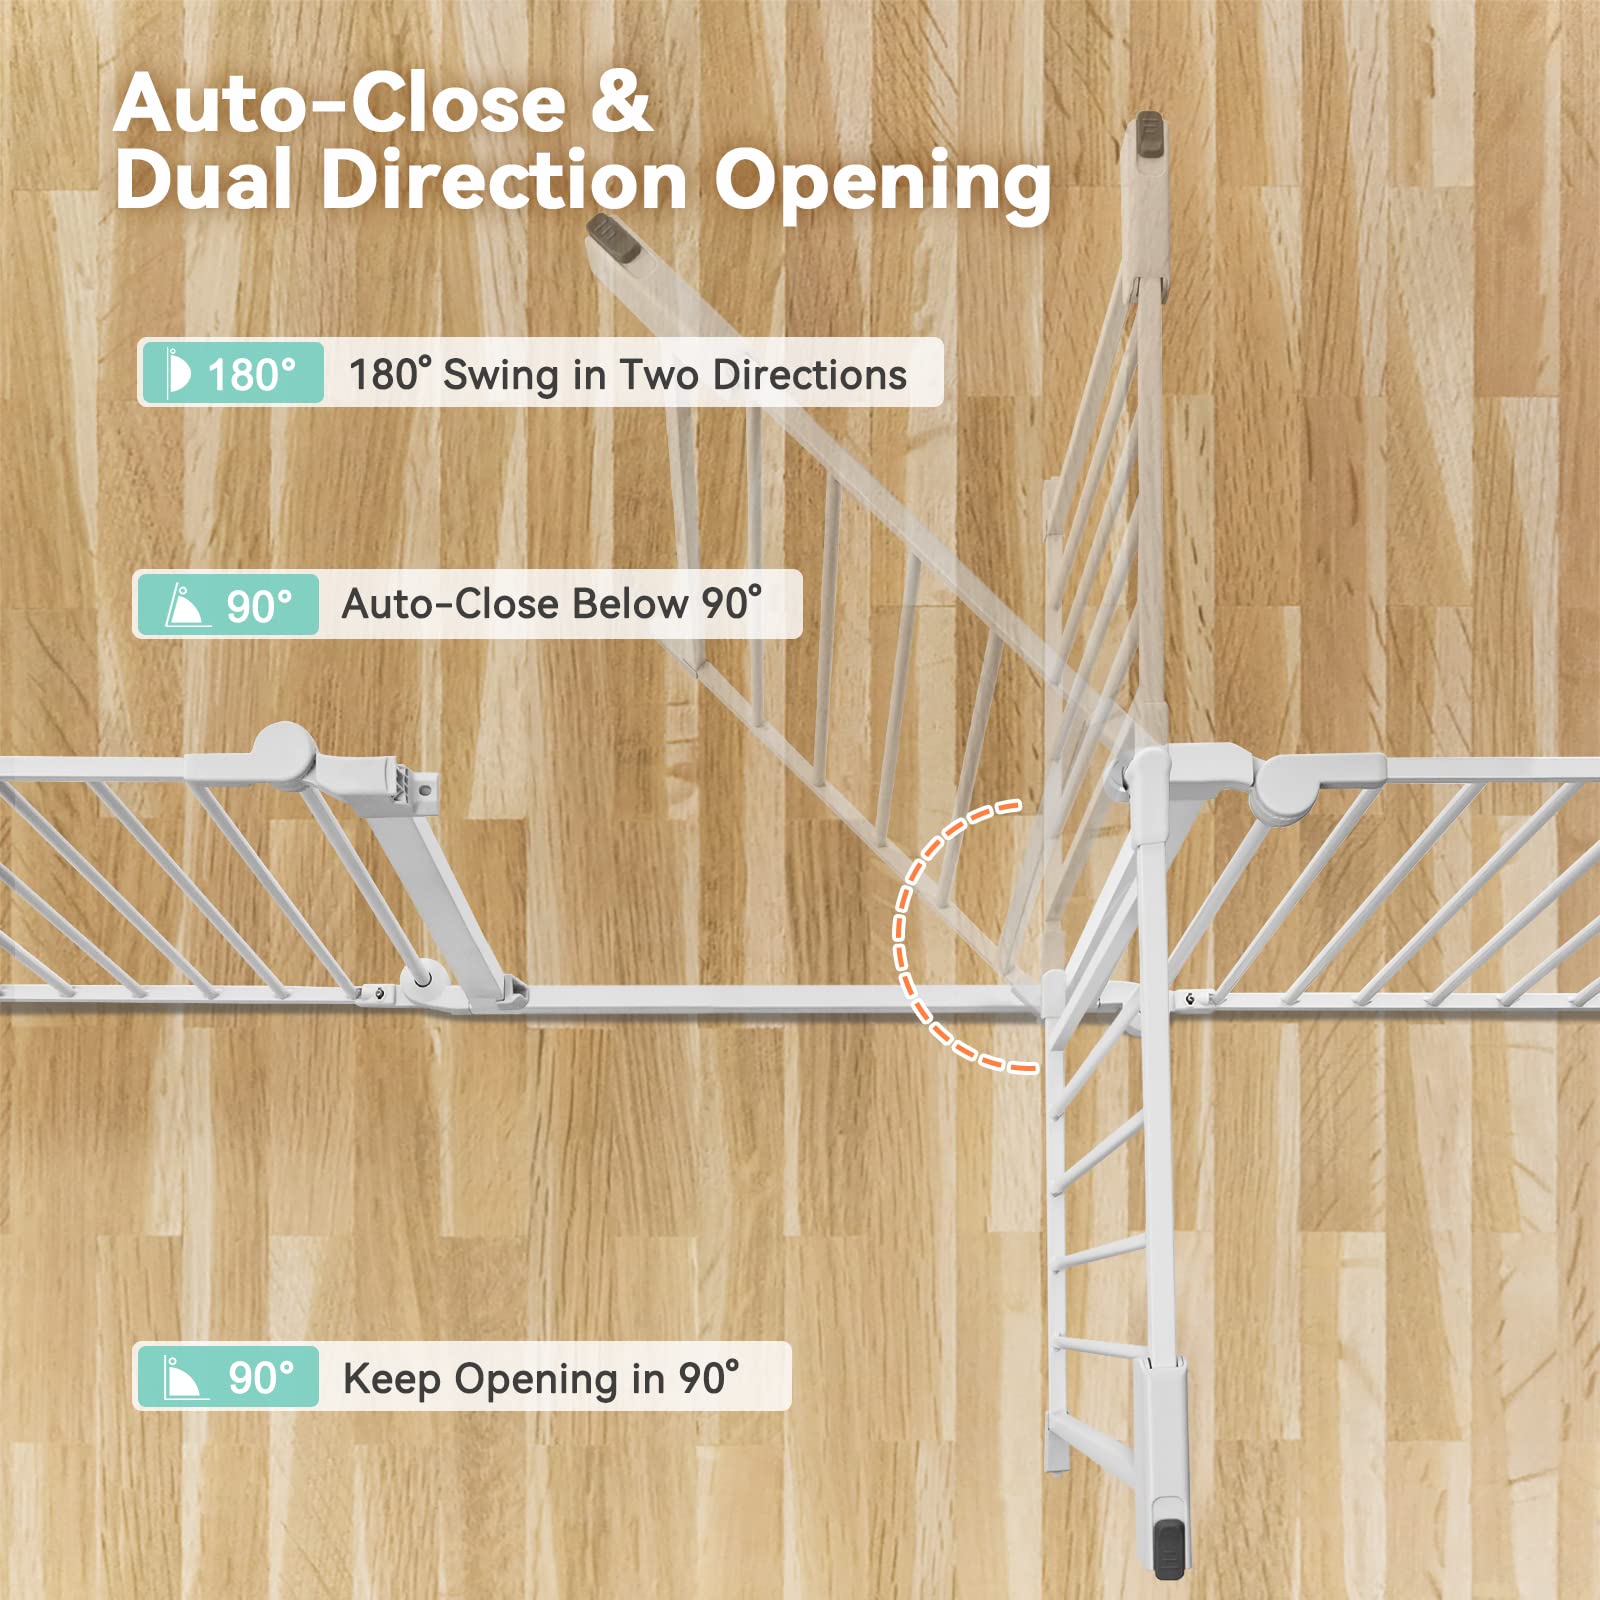 Auto-Close &
Dual Direction Opening
180° 180° Swing in Two Directions
90° Auto-Close Below 90°
90° Keep Opening in 90°